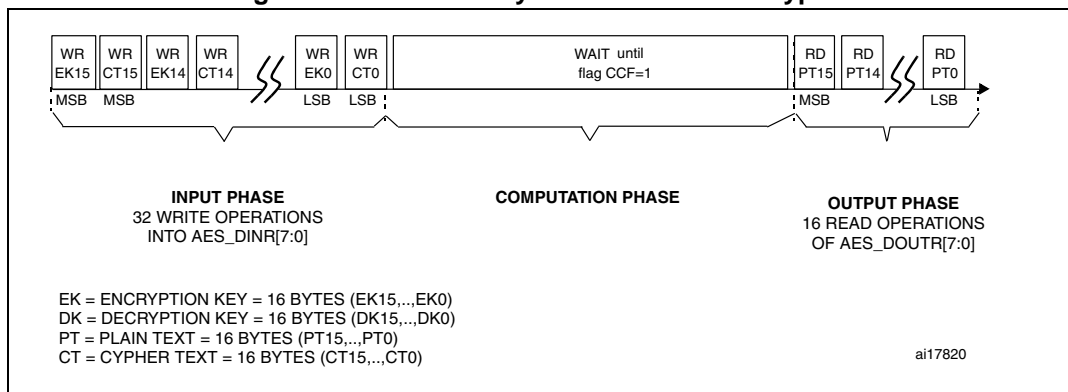 WR EK15
WR CT15
WR EK14
WR CT14
WR EK0
WR CT0
WAIT until
flag CCF=1
RD PT15
RD PT14
RD PT0
MSB MSB LSB LSB MSB LSB
INPUT PHASE
32 WRITE OPERATIONS
INTO AES_DINR[7:0]
COMPUTATION PHASE
OUTPUT PHASE
16 READ OPERATIONS
OF AES_DOUTR[7:0]
EK = ENCRYPTION KEY = 16 BYTES (EK15,..,EK0)
DK = DECRYPTION KEY = 16 BYTES (DK15,..,DK0)
PT = PLAIN TEXT = 16 BYTES (PT15,..,PT0)
CT = CYPHER TEXT = 16 BYTES (CT15,..,CT0)
ai17820